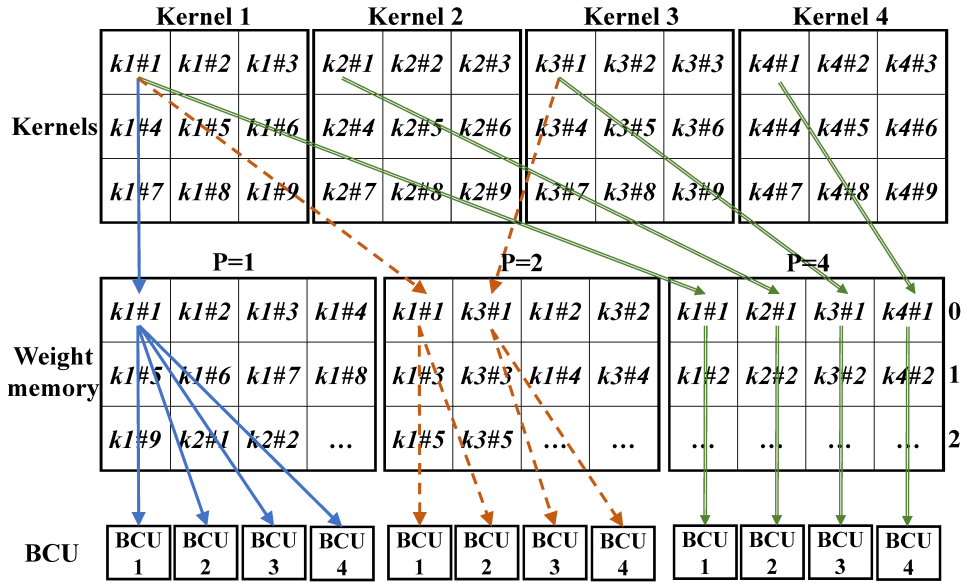 Kernel 1 Kernel 2 Kernel 3 Kernel 4
k1#1 k1#2 k1#3 k2#1 k2#2 k2#3 k3#1 k3#2 k3#3 k4#1 k4#2 k4#3
Kernels k1#4 k1#5 k1#6 k2#4 k2#5 k2#6 k3#4 k3#5 k3#6 k4#4 k4#5 k4#6
k1#7 k1#8 k1#9 k2#7 k2#8 k2#9 k3#7 k3#8 k3#9 k4#7 k4#8 k4#9
P=1 P=2 P=4
k1#1 k1#2 k1#3 k1#4 k1#1 k3#1 k1#2 k3#2 k1#1 k2#1 k3#1 k4#1 0
Weight
memory k1#5 k1#6 k1#7 k1#8 k1#3 k3#3 k1#4 k3#4 k1#2 k2#2 k3#2 k4#2 1
k1#9 k2#1 k2#2 ... k1#5 k3#5 ... ... ... ... ... ... 2
BCU BCU BCU BCU BCU BCU BCU BCU BCU BCU BCU BCU BCU
1 2 3 4 1 2 3 4 1 2 3 4